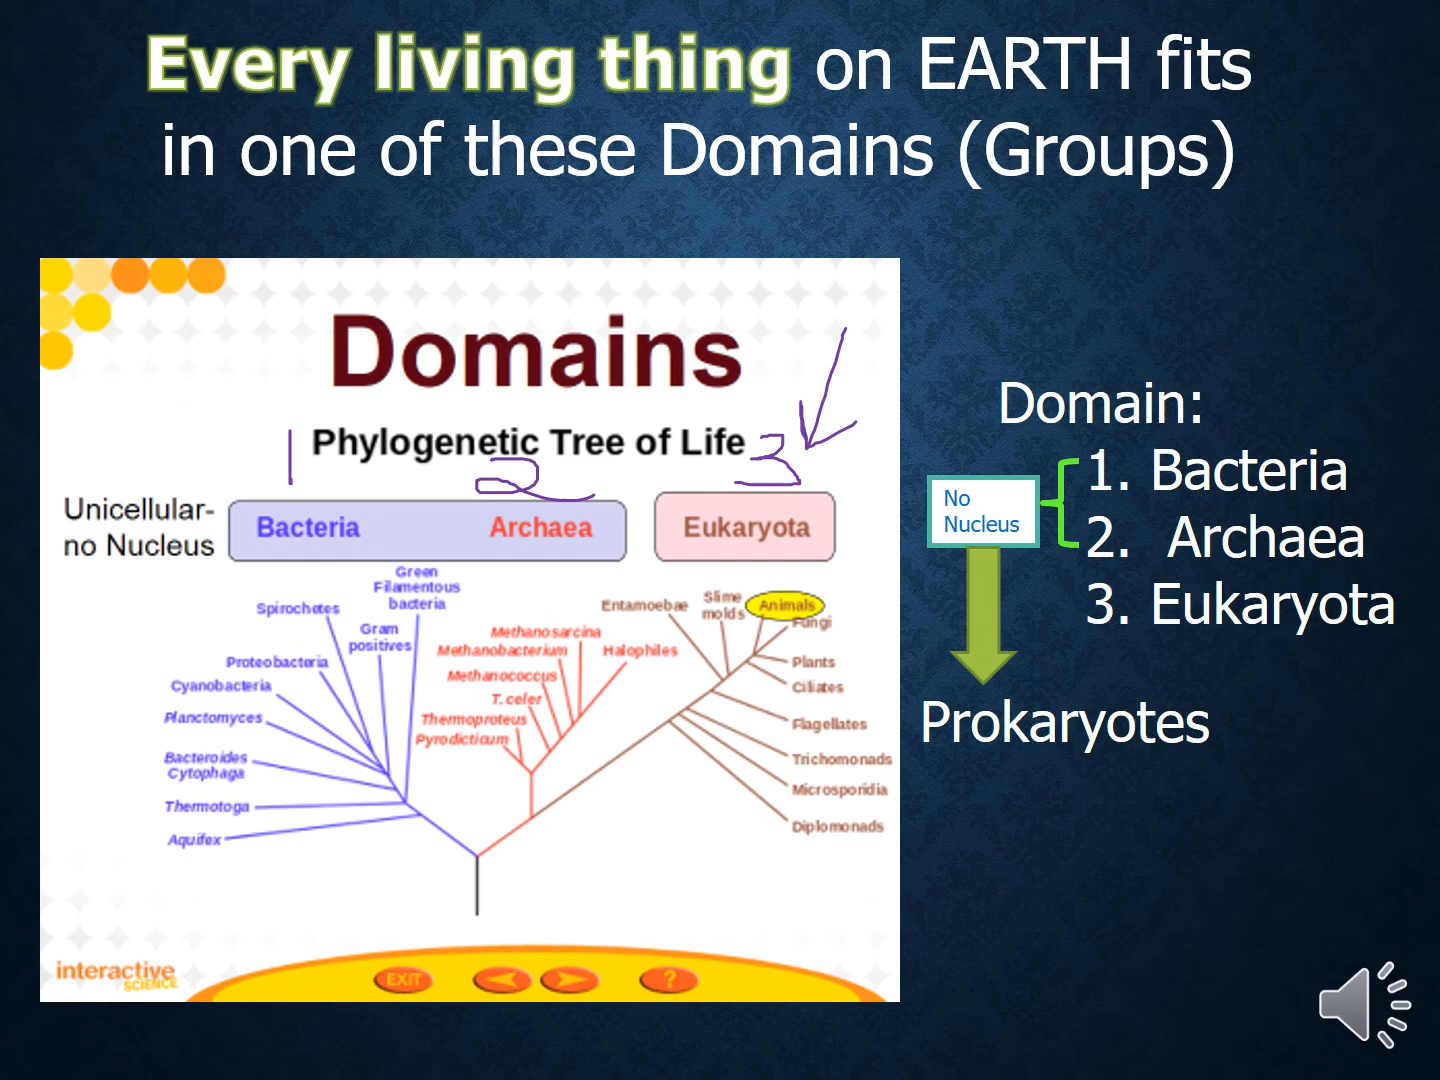 Every living thing on EARTH fits
in one of these Domains (Groups)
Domains
Phylogenetic Tree of Life
1
2
3
Unicellular-
no Nucleus
Bacteria
Archaea
Eukaryota
Green
Filamentous
bacteria
Spirochetes
Gram
positives
Proteobacteria
Cyanobacteria
Planctomyces
Bacteroides
Cytophaga
Thermotoga
Aquifex
Methanosarcina
Methanobacterium
Halophiles
Methanococcus
T. celer
Thermoproteus
Pyrodicticum
Entamoebae
Slime
molds
Animals
Fungi
Plants
Ciliates
Flagellates
Trichomonads
Microsporidia
Diplomonads
interactive
SCIENCE
EXIT
?
Domain:
1. Bacteria
2. Archaea
3. Eukaryota
No
Nucleus
Prokaryotes